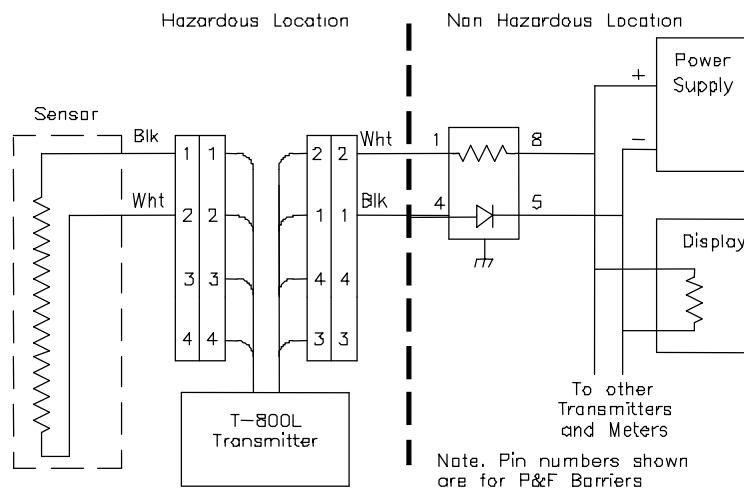 Hazardous Location
Non Hazardous Location
Sensor
Blk
Wht
1 1
2 2
3 3
4 4
2 2
1 1
4 4
3 3
Wht
Blk
1
8
4
5
+
-
Power
Supply
Display
T-800L
Transmitter
To other
Transmitters
and Meters
Note. Pin numbers shown
are for P&F Barriers